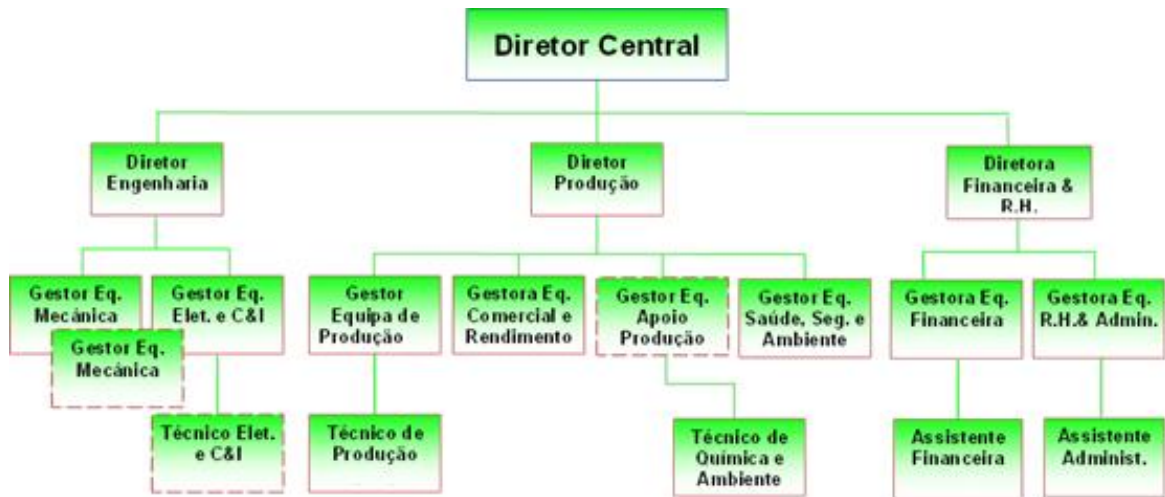 Diretor Central
Diretor
Engenharia
Diretor
Produção
Diretora
Financeira &
R.H.
Gestor Eq.
Mecânica
Gestor Eq.
Elet. e C&I
Gestor
Equipa de
Produção
Gestora Eq.
Comercial e
Rendimento
Gestor Eq.
Apoio
Produção
Gestor Eq.
Saúde, Seg. e
Ambiente
Gestora Eq.
Financeira
Gestora Eq.
R.H.& Admin.
Gestor Eq.
Mecánica
Técnico Elet.
e C&I
Técnico de
Produção
Técnico de
Química e
Ambiente
Assistente
Financeira
Assistente
Administ.